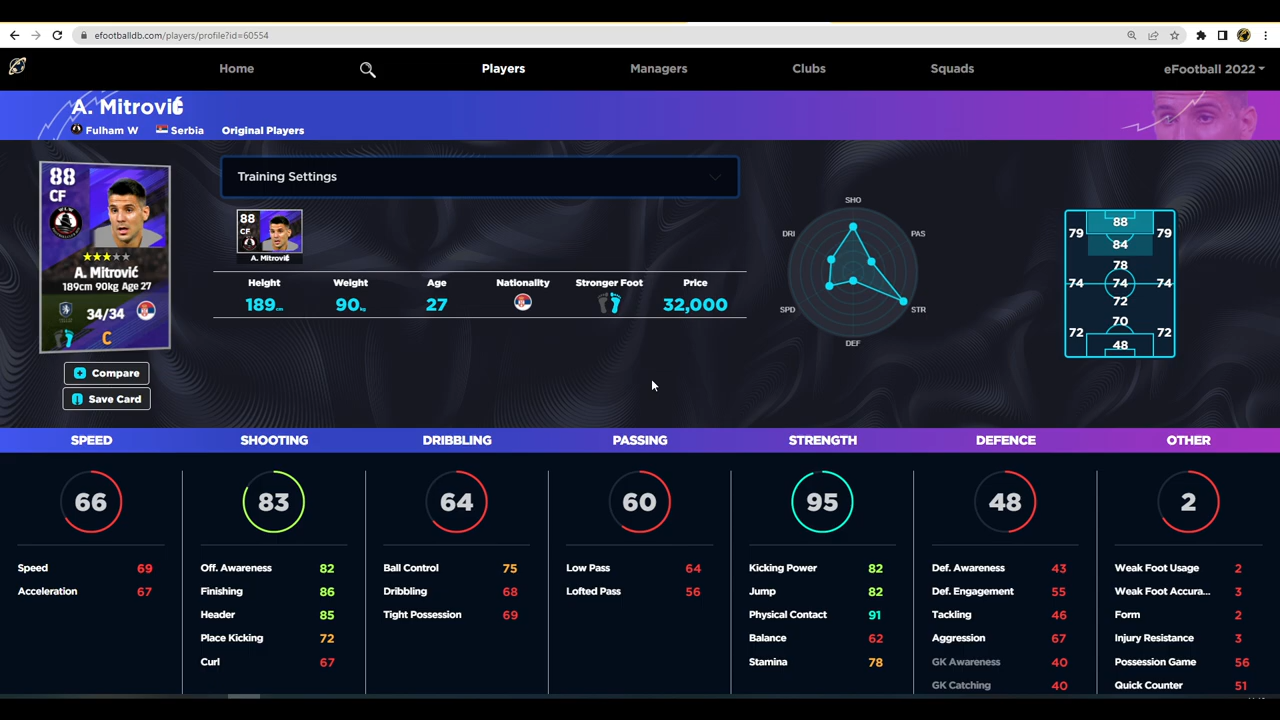 efootballdb.com/players/profile?id=60554
Home Players Managers Clubs Squads eFootball 2022
A. Mitrović
Fulham W Serbia Original Players
88
CF
A. Mitrović
189cm 90kg Age 27
34/34
C
Compare
Save Card
Training Settings
88
CF
A. Mitrović
Height Weight Age Nationality Stronger Foot Price
189cm 90kg 27 32,000
SHO
DRI PAS
SPD STR
DEF
88
79 84 79
78
74 74 74
72
70
72 72
48
SPEED SHOOTING DRIBBLING PASSING STRENGTH DEFENCE OTHER
66 83 64 60 95 48 2
Speed 69 Off. Awareness 82 Ball Control 75 Low Pass 64 Kicking Power 82 Def. Awareness 43 Weak Foot Usage 2
Acceleration 67 Finishing 86 Dribbling 68 Lofted Pass 56 Jump 82 Def. Engagement 55 Weak Foot Accura... 3
Header 85 Tight Possession 69 Physical Contact 91 Tackling 46 Form 2
Place Kicking 72 Balance 62 Aggression 67 Injury Resistance 3
Curl 67 Stamina 78 GK Awareness 40 Possession Game 56
GK Catching 40 Quick Counter 51